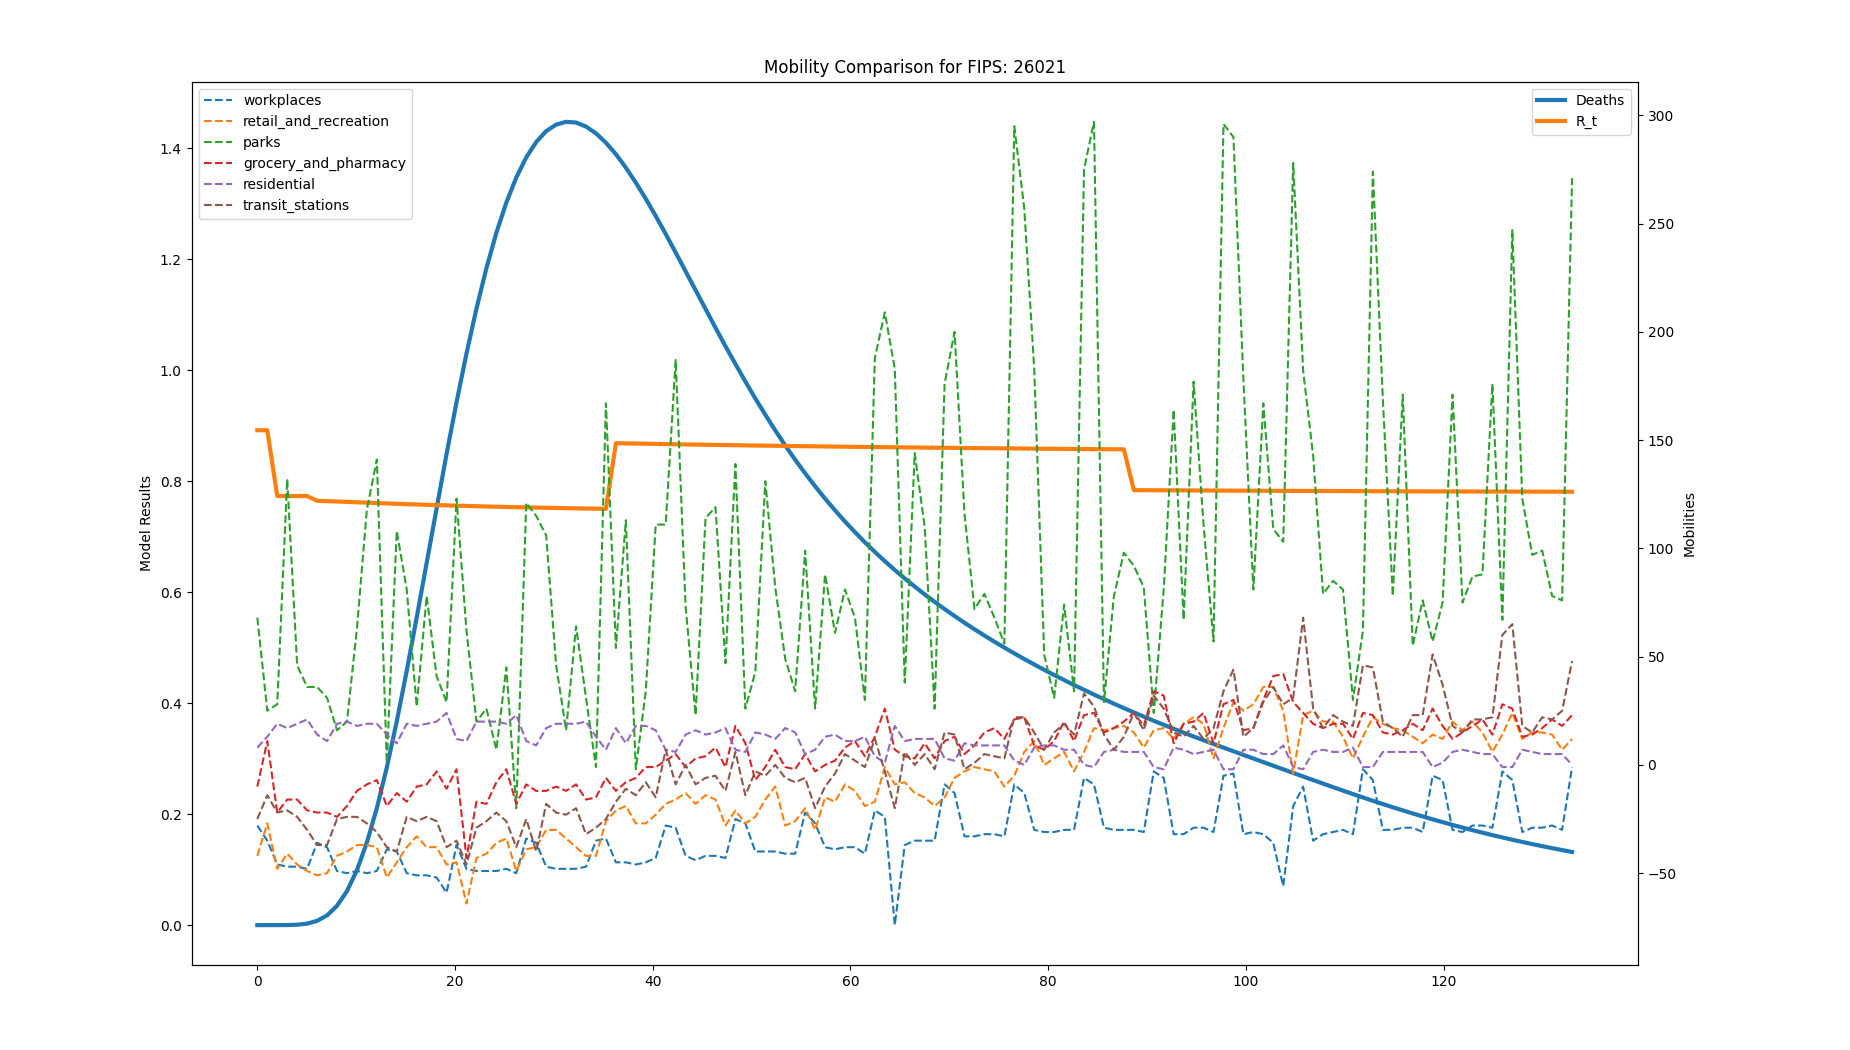 Mobility Comparison for FIPS: 26021
workplaces
retail_and_recreation
parks
grocery_and_pharmacy
residential
transit_stations
Deaths
R_t
Model Results
1.4
1.2
1.0
0.8
0.6
0.4
0.2
0.0
300
250
200
150
100
50
0
−50
Mobilities
0 20 40 60 80 100 120